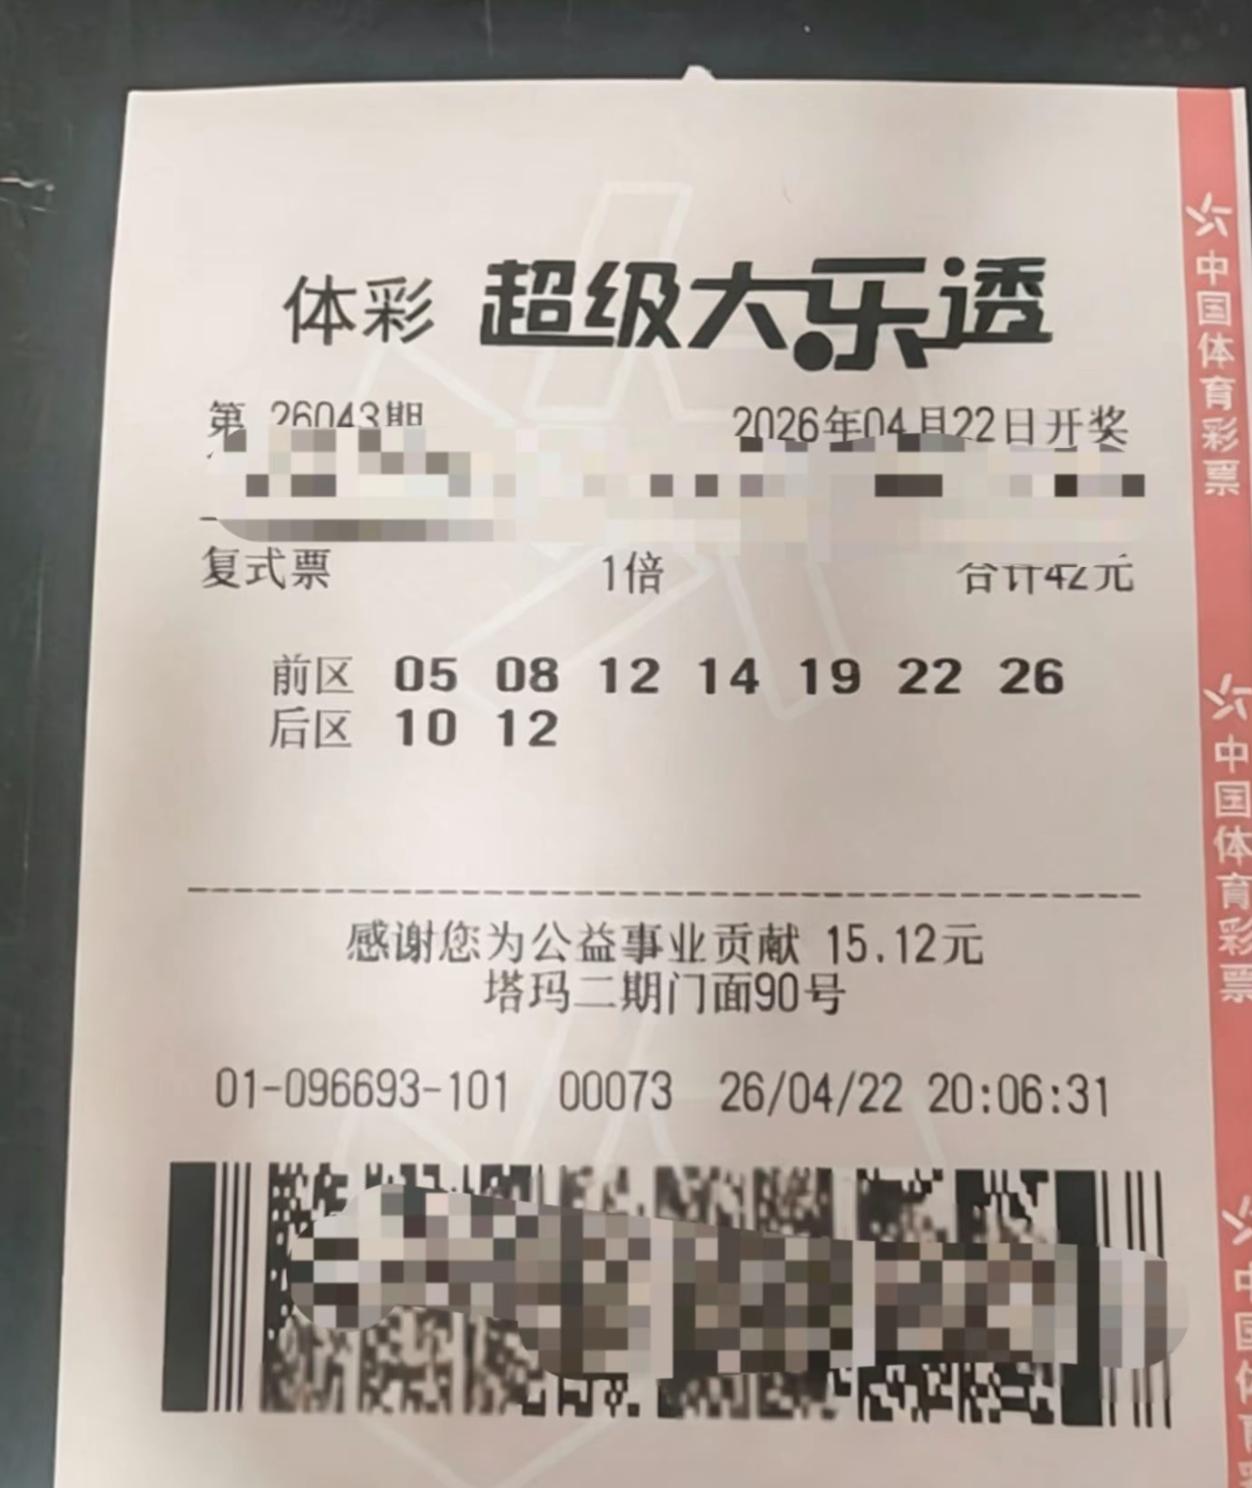 体彩 超级大乐透
第 26043期 2026年04月22日开奖
复式票 1倍 合计42元
前区 05 08 12 14 19 22 26
后区 10 12
感谢您为公益事业贡献 15.12元
塔玛二期门面90号
01-096693-101 00073 26/04/22 20:06:31
中国体育彩票
中国体育彩票
中国体育